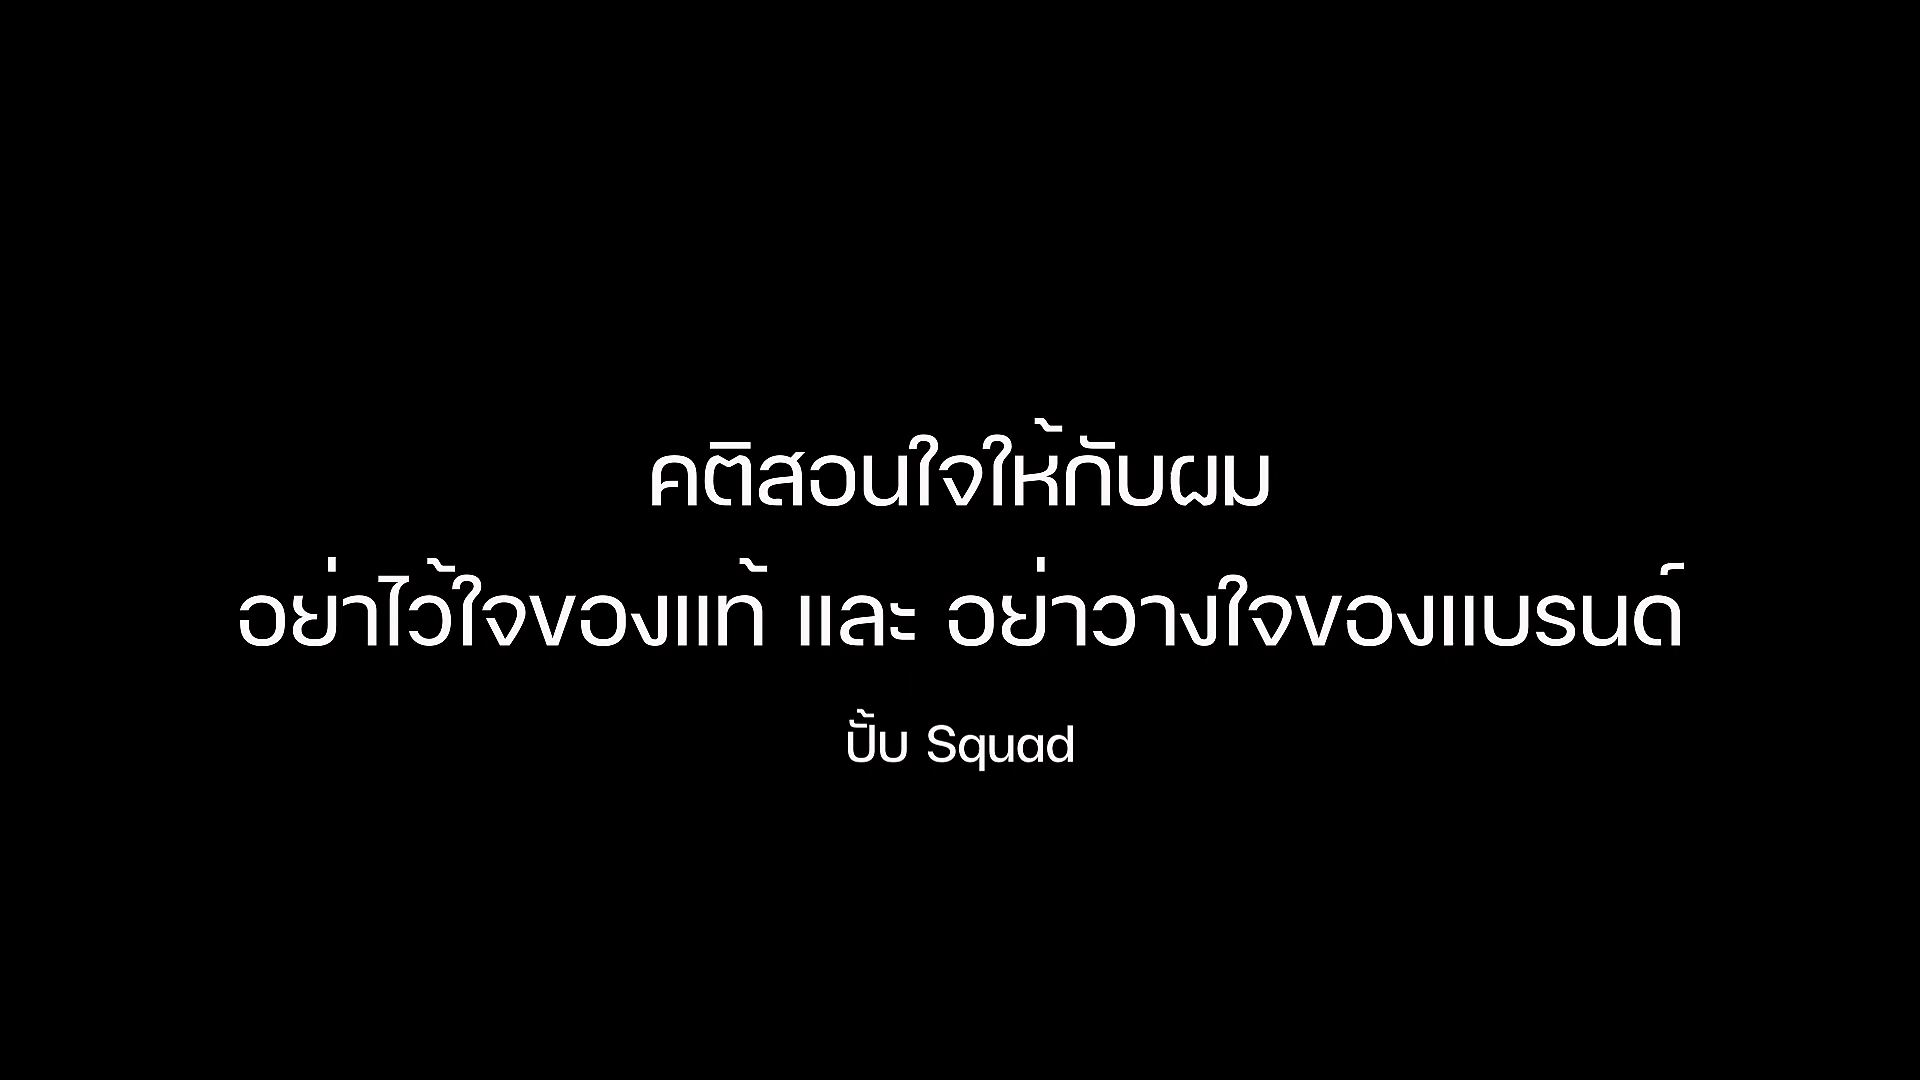 คติสอนใจให้กับผม
อย่าไว้ใจของแท้ และ อย่าวางใจของแบรนด์
ปั้บ Squad